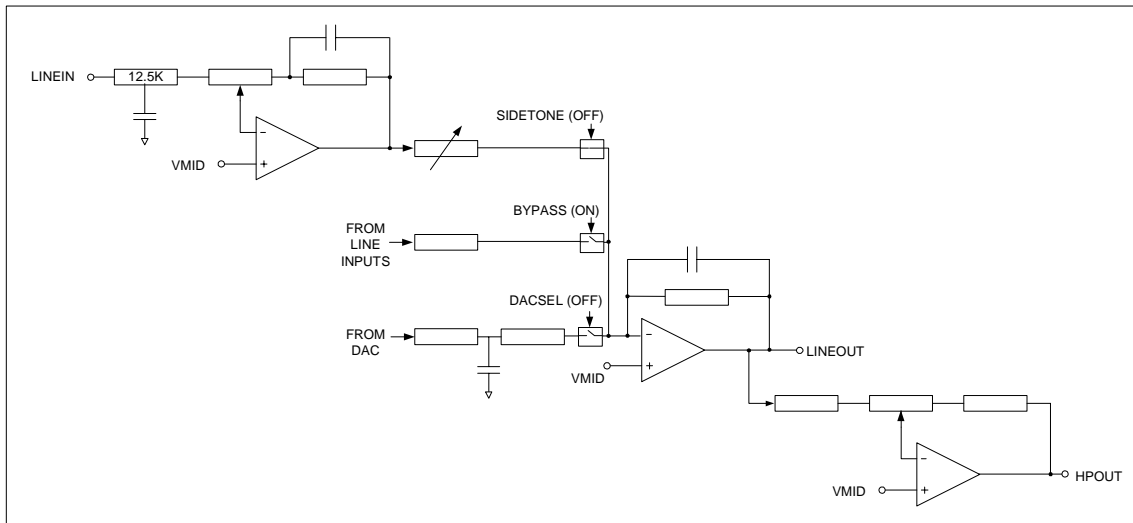 LINEIN
12.5K
−
+
VMID
SIDETONE (OFF)
BYPASS (ON)
FROM
LINE
INPUTS
DACSEL (OFF)
FROM
DAC
−
+
VMID
LINEOUT
−
+
VMID
HPOUT